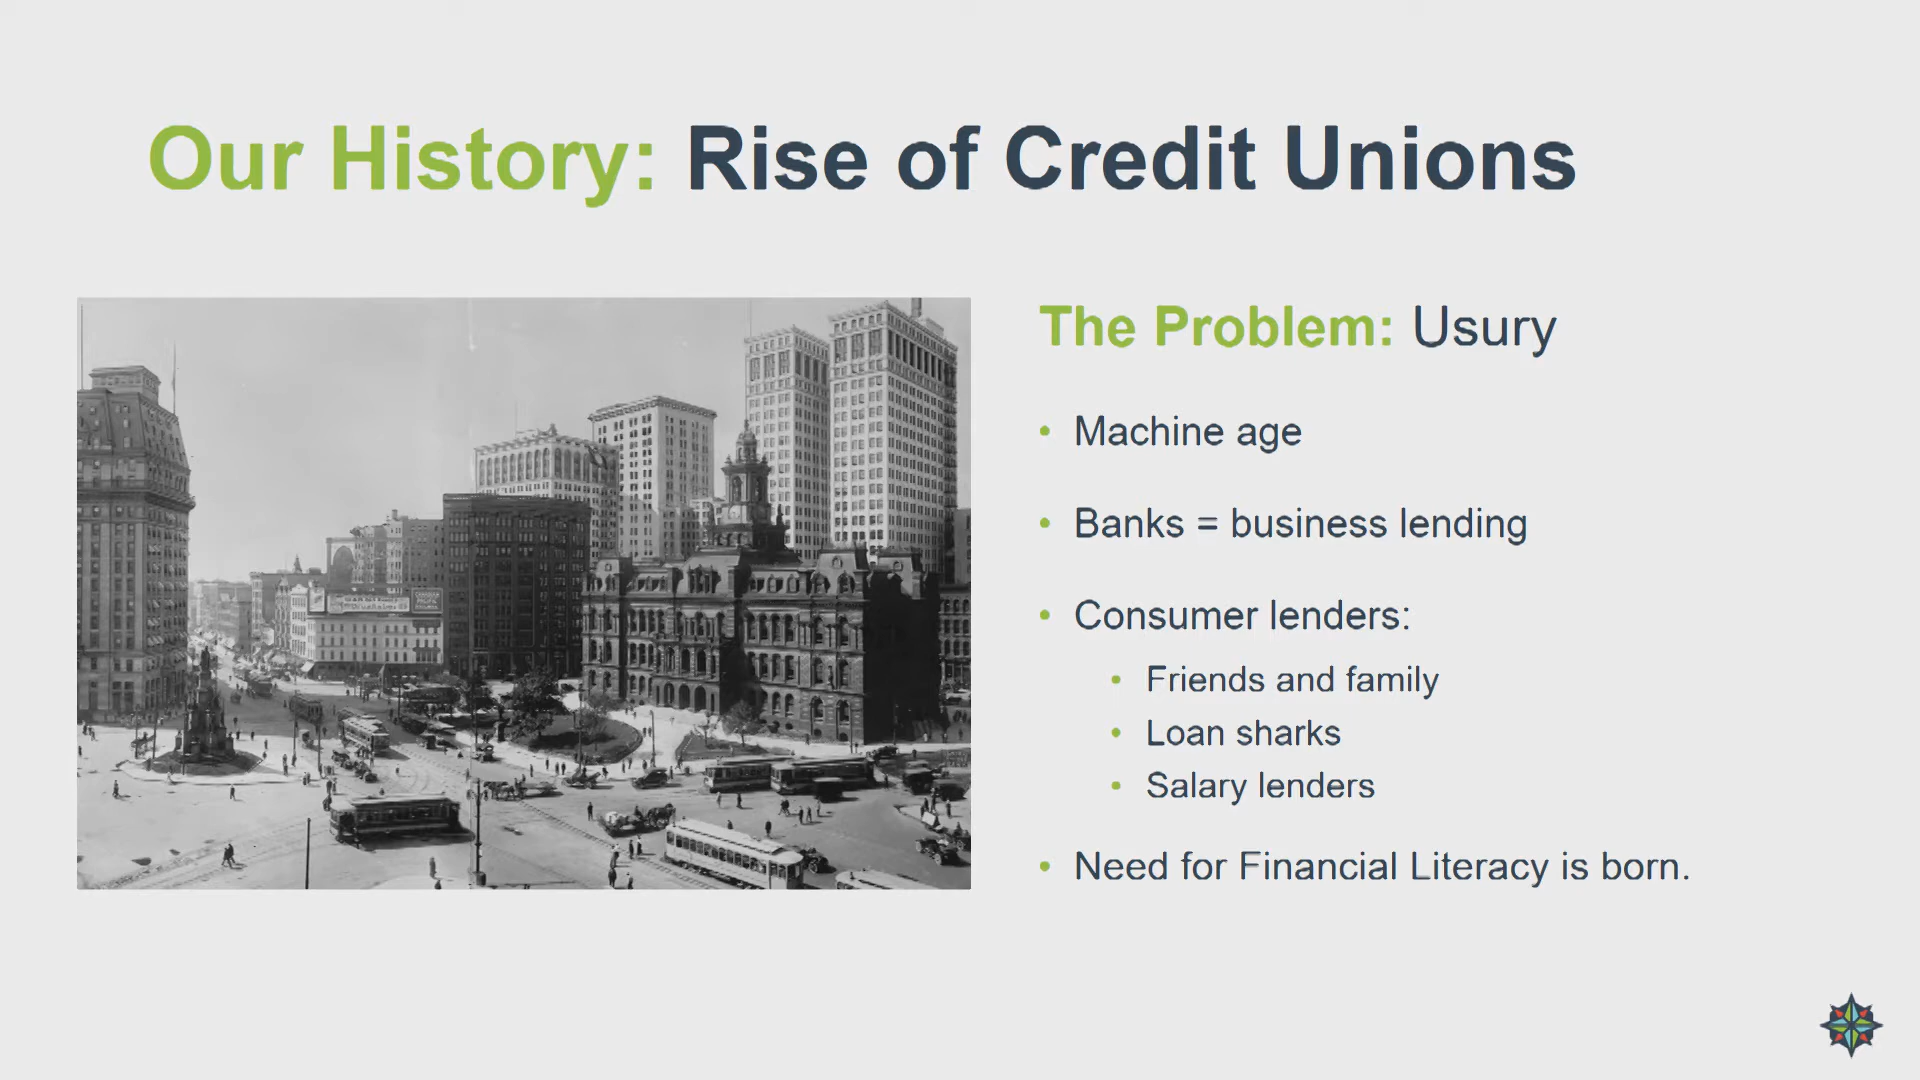 Our History: Rise of Credit Unions
The Problem: Usury
• Machine age
• Banks = business lending
• Consumer lenders:
• Friends and family
• Loan sharks
• Salary lenders
• Need for Financial Literacy is born.